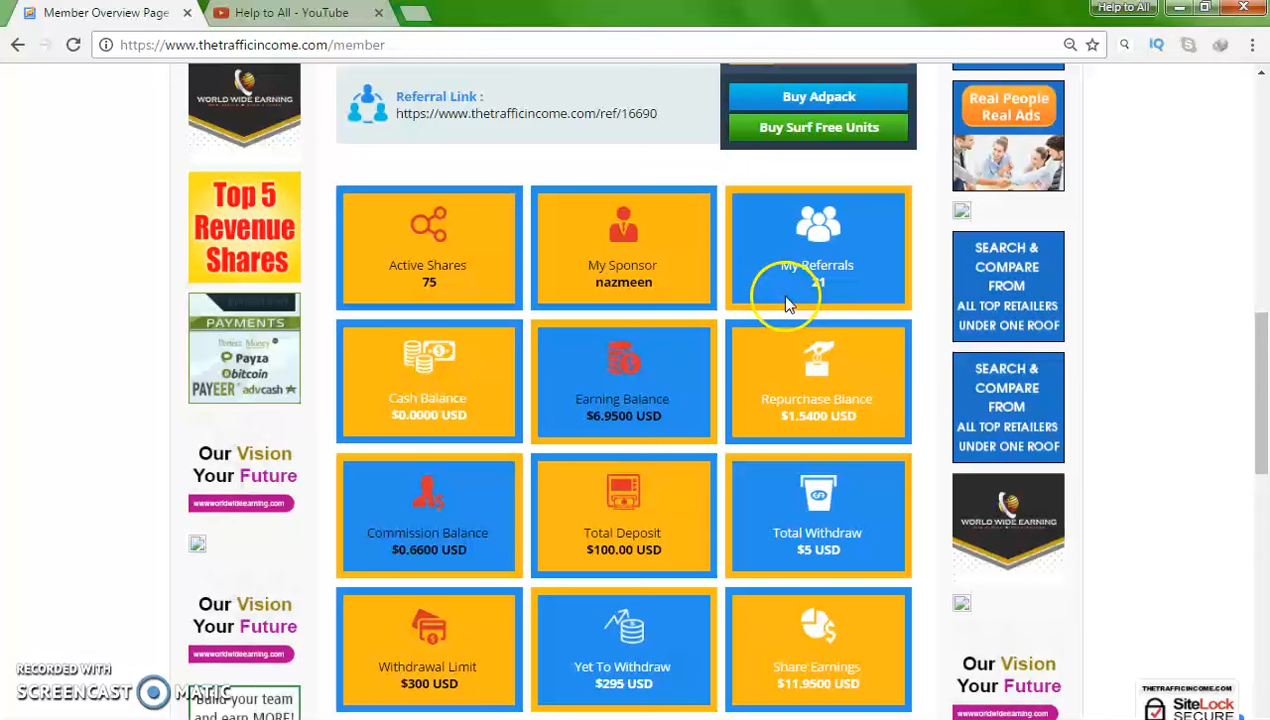 Member Overview Page
Help to All - YouTube
Help to All
https://www.thetrafficincome.com/member
IQ
WORLD WIDE EARNING
Referral Link :
https://www.thetrafficincome.com/ref/16690
Buy Adpack
Buy Surf Free Units
Real People
Real Ads
Top 5
Revenue
Shares
Active Shares
75
My Sponsor
nazmeen
My Referrals
21
SEARCH &
COMPARE
FROM
ALL TOP RETAILERS
UNDER ONE ROOF
PAYMENTS
Perfect Money
Payza
bitcoin
PAYEER advcash
Cash Balance
$0.0000 USD
Earning Balance
$6.9500 USD
Repurchase Blance
$1.5400 USD
SEARCH &
COMPARE
FROM
ALL TOP RETAILERS
UNDER ONE ROOF
Our Vision
Your Future
www.worldwideearning.com
Commission Balance
$0.6600 USD
Total Deposit
$100.00 USD
Total Withdraw
$5 USD
WORLD WIDE EARNING
Our Vision
Your Future
www.worldwideearning.com
Withdrawal Limit
$300 USD
Yet To Withdraw
$295 USD
Share Earnings
$11.9500 USD
Our Vision
Your Future
www.worldwideearning.com
RECORDED WITH
SCREENCAST MATIC
Build your team
and earn MORE!
THETRAFFICINCOME.COM
SiteLock
SECURE